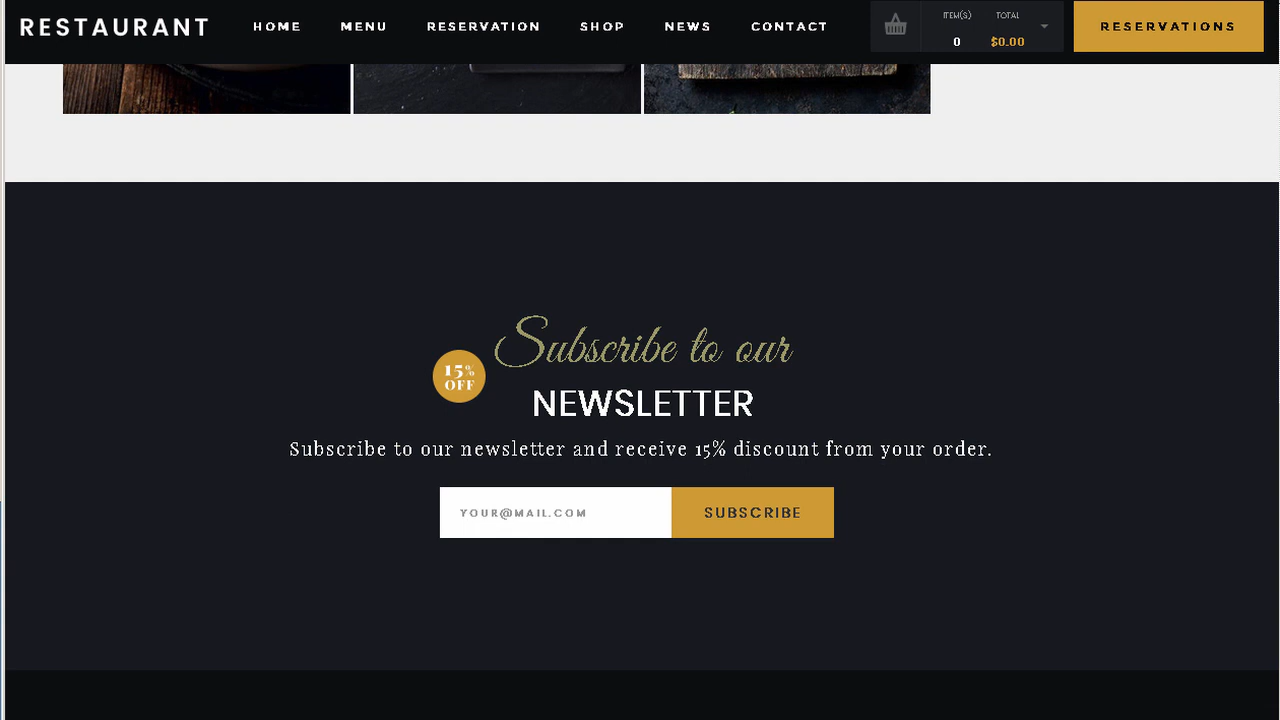 RESTAURANT HOME MENU RESERVATION SHOP NEWS CONTACT ITEM(S) TOTAL RESERVATIONS
0 $0.00
Subscribe to our
15% OFF
NEWSLETTER
Subscribe to our newsletter and receive 15% discount from your order.
YOUR@MAIL.COM SUBSCRIBE